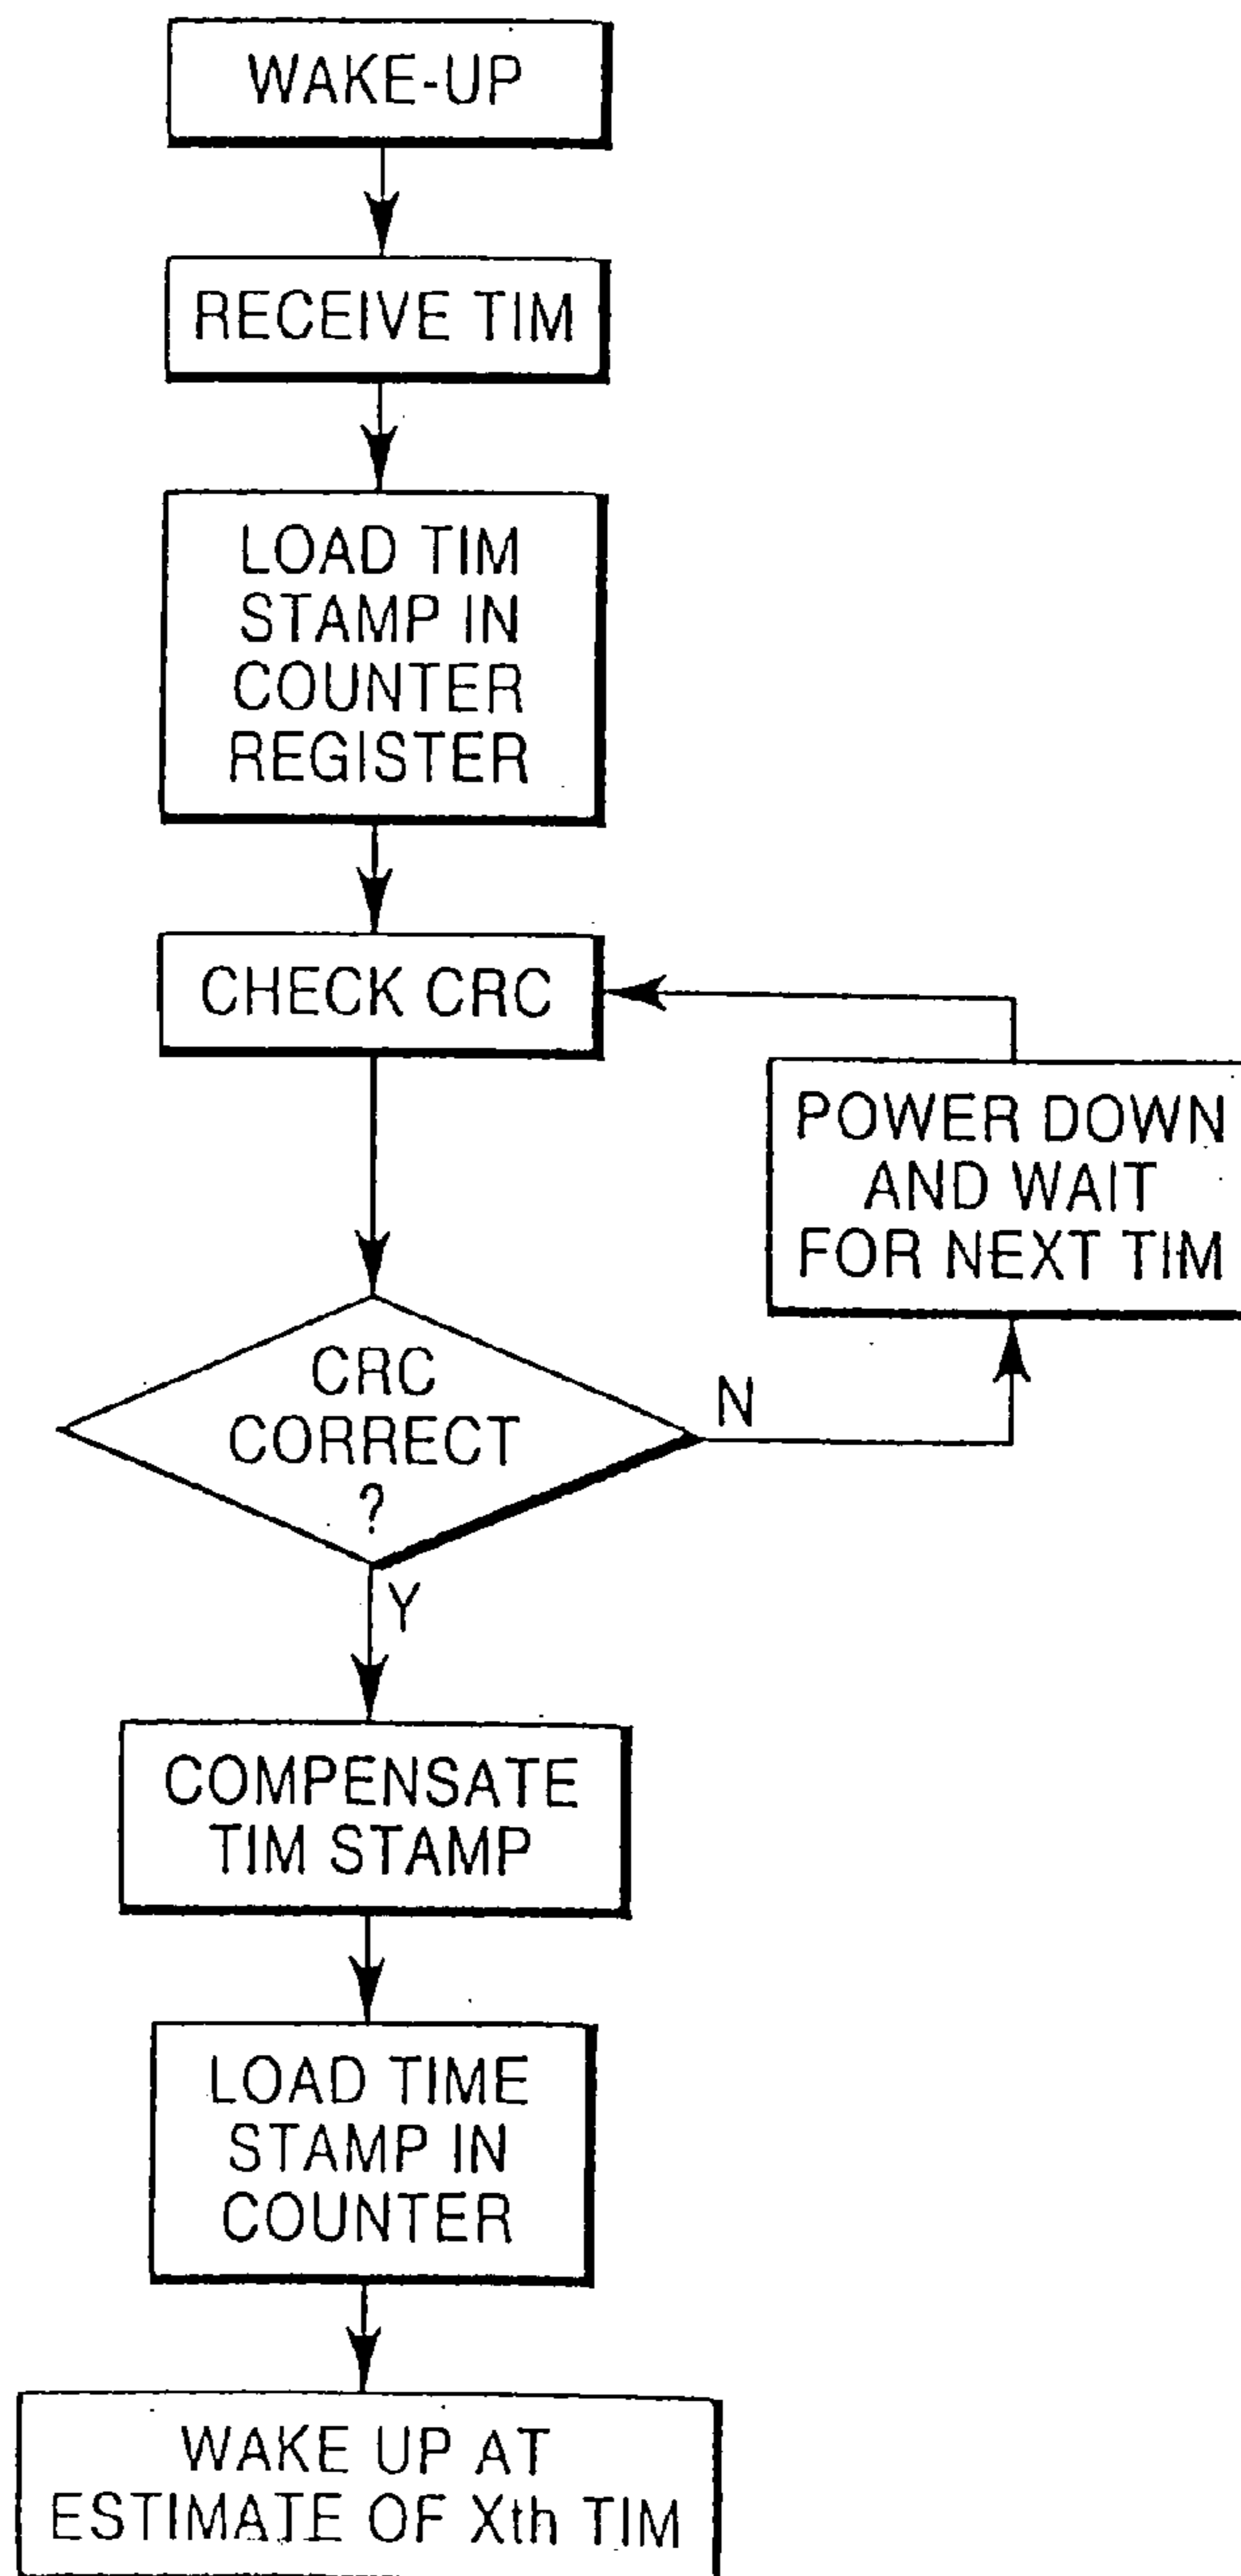 WAKE-UP
RECEIVE TIM
LOAD TIM
STAMP IN
COUNTER
REGISTER
CHECK CRC
POWER DOWN
AND WAIT
FOR NEXT TIM
CRC
CORRECT
?
N
Y
COMPENSATE
TIM STAMP
LOAD TIME
STAMP IN
COUNTER
WAKE UP AT
ESTIMATE OF Xth TIM